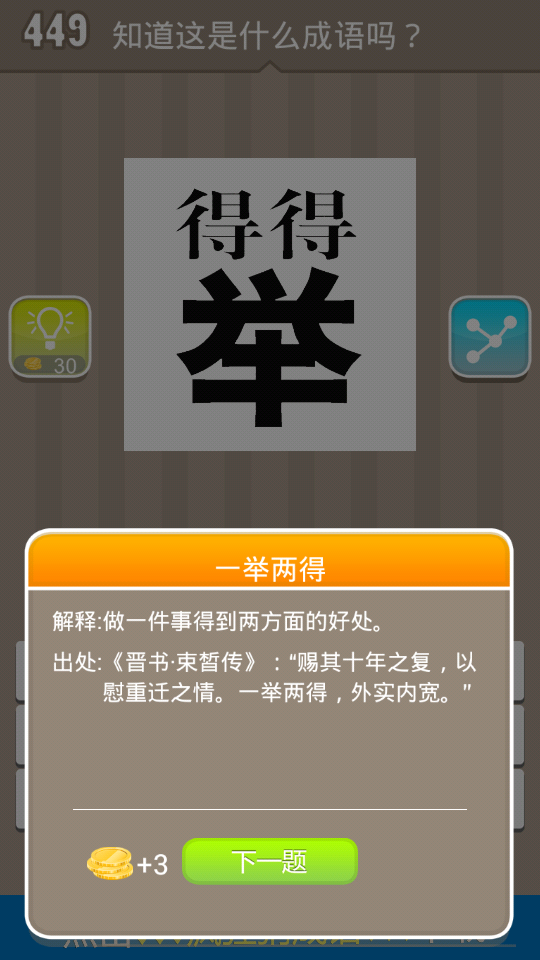 449 知道这是什么成语吗？
得得
举
30
一举两得
解释:做一件事得到两方面的好处。
出处:《晋书·束皙传》：“赐其十年之复，以
慰重迁之情。一举两得，外实内宽。”
+3 下一题